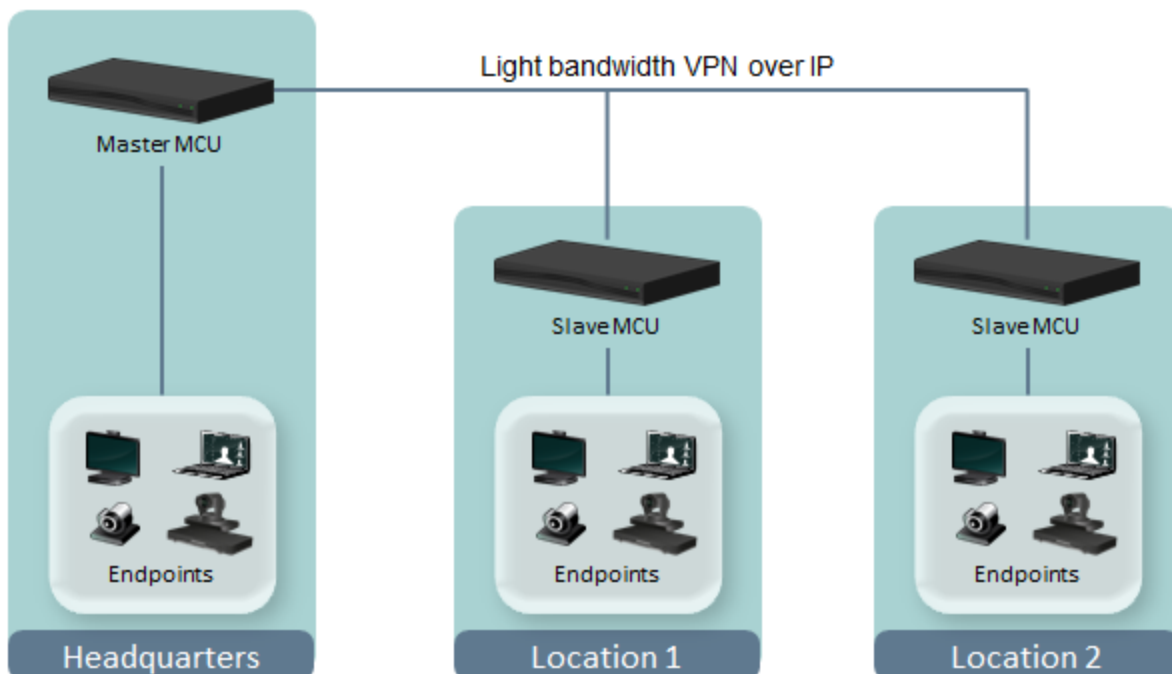 Light bandwidth VPN over IP
Master MCU
Slave MCU
Slave MCU
Endpoints
Endpoints
Endpoints
Headquarters
Location 1
Location 2